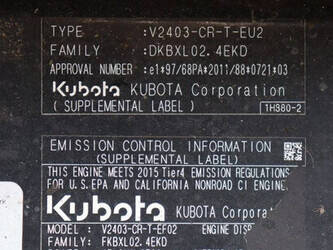 TYPE : V2403-CR-T-EU2
FAMILY : DKBXL02.4EKD
APPROVAL NUMBER : e1*97/68PA*2011/88*0721*03
Kubota KUBOTA Corporation
(SUPPLEMENTAL LABEL) 1H380-2
EMISSION CONTROL INFORMATION
(SUPPLEMENTAL LABEL)
THIS ENGINE MEETS 2015 Tier4 EMISSION REGULATIONS
FOR U.S.EPA AND CALIFORNIA NONROAD CI ENGINE
Kubota KUBOTA Corporat
MODEL : V2403-CR-T-EF02 ENGINE DISP
FAMILY : FKBXL02.4EKD